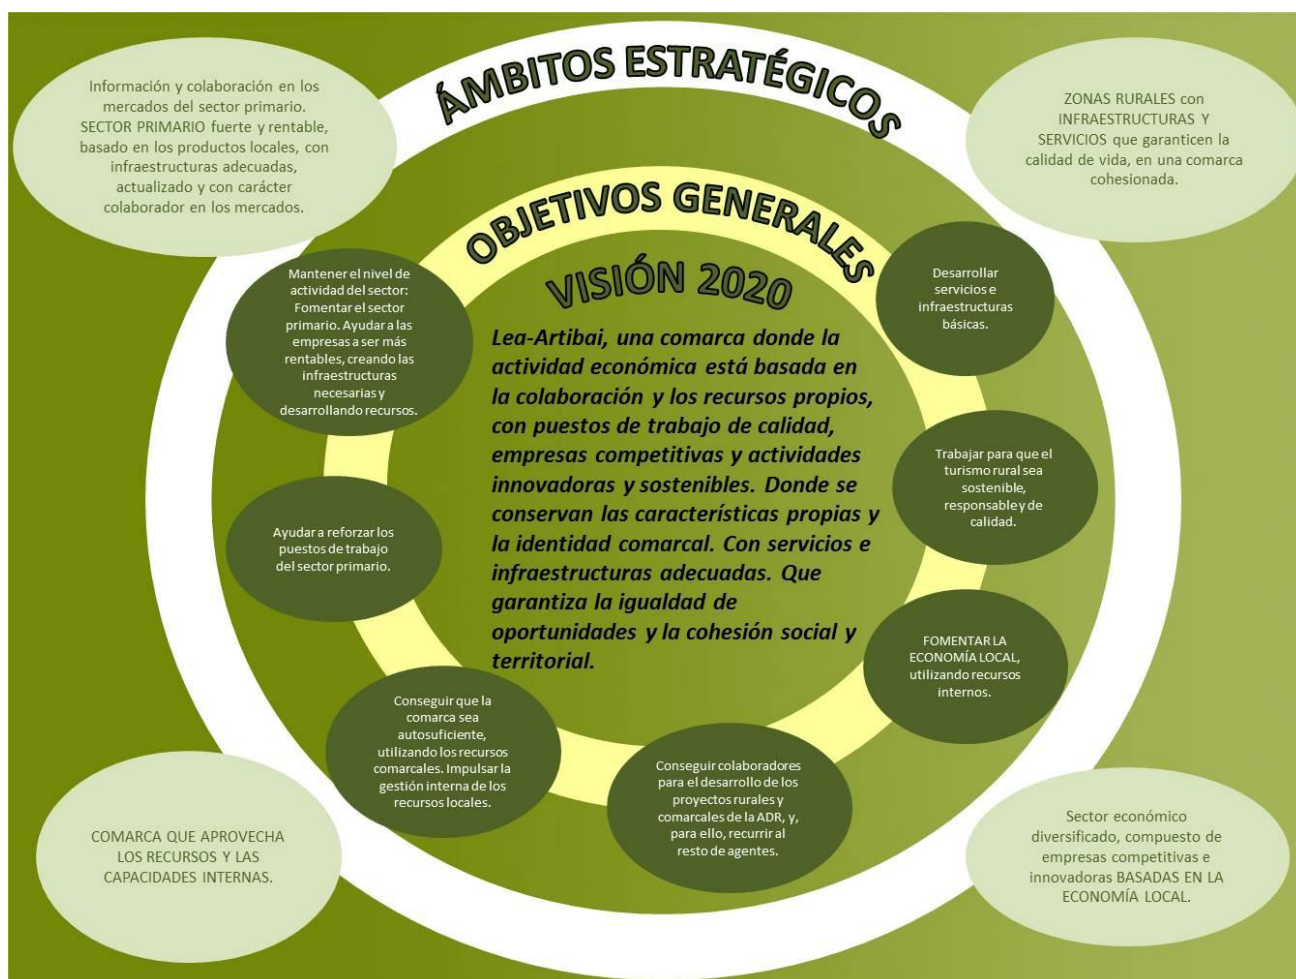 ÁMBITOS ESTRATÉGICOS
Información y colaboración en los
mercados del sector primario.
SECTOR PRIMARIO fuerte y rentable,
basado en los productos locales, con
infraestructuras adecuadas,
actualizado y con carácter
colaborador en los mercados.
ZONAS RURALES con
INFRAESTRUCTURAS Y
SERVICIOS que garanticen la
calidad de vida, en una comarca
cohesionada.
OBJETIVOS GENERALES
Mantener el nivel de
actividad del sector:
Fomentar el sector
primario. Ayudar a las
empresas a ser más
rentables, creando las
infraestructuras
necesarias y
desarrollando recursos.
Desarrollar
servicios e
infraestructuras
básicas.
VISIÓN 2020
Lea-Artibai, una comarca donde la
actividad económica está basada en
la colaboración y los recursos propios,
con puestos de trabajo de calidad,
empresas competitivas y actividades
innovadoras y sostenibles. Donde se
conservan las características propias y
la identidad comarcal. Con servicios e
infraestructuras adecuadas. Que
garantiza la igualdad de
oportunidades y la cohesión social y
territorial.
Trabajar para que el
turismo rural sea
sostenible,
responsable y de
calidad.
Ayudar a reforzar los
puestos de trabajo
del sector primario.
FOMENTAR LA
ECONOMÍA LOCAL,
utilizando recursos
internos.
Conseguir que la
comarca sea
autosuficiente,
utilizando los recursos
comarcales. Impulsar la
gestión interna de los
recursos locales.
Conseguir colaboradores
para el desarrollo de los
proyectos rurales y
comarcales de la ADR, y,
para ello, recurrir al
resto de agentes.
COMARCA QUE APROVECHA
LOS RECURSOS Y LAS
CAPACIDADES INTERNAS.
Sector económico
diversificado, compuesto de
empresas competitivas e
innovadoras BASADAS EN LA
ECONOMÍA LOCAL.